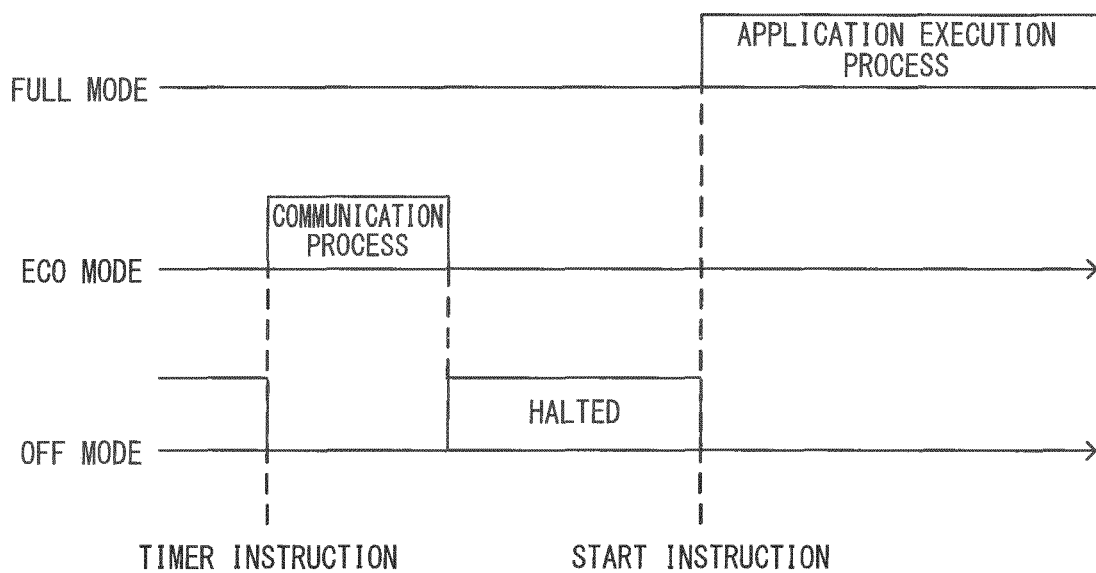 APPLICATION EXECUTION
PROCESS
FULL MODE
COMMUNICATION
PROCESS
ECO MODE
HALTED
OFF MODE
TIMER INSTRUCTION
START INSTRUCTION